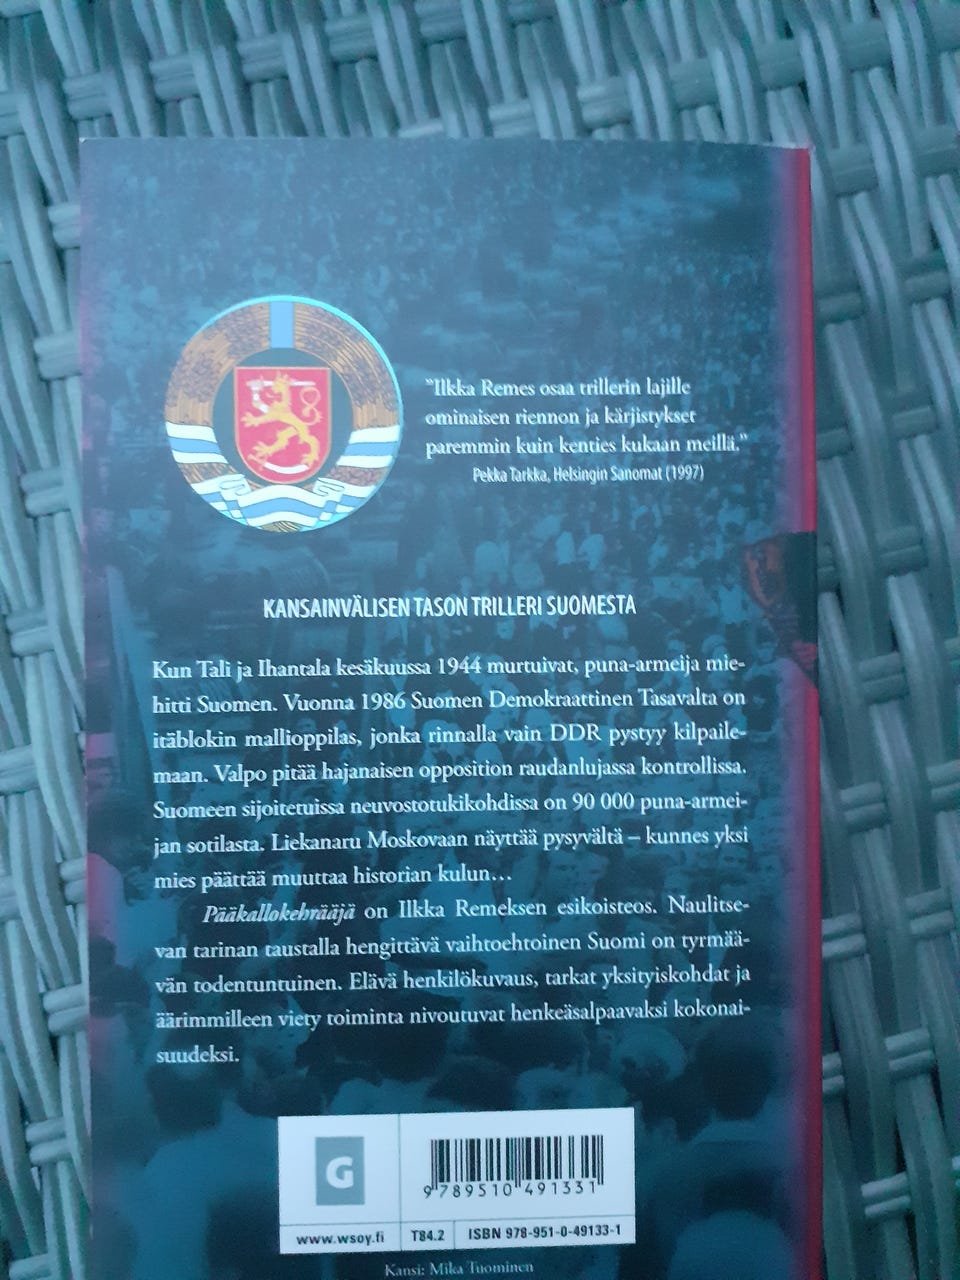 "Ilkka Remes osaa trillerin lajille
ominaisen riennon ja kärjistykset
paremmin kuin kenties kukaan meillä."
Pekka Tarkka, Helsingin Sanomat (1997)
KANSAINVÄLISEN TASON TRILLERI SUOMESTA
Kun Tali ja Ihantala kesäkuussa 1944 murtuivat, puna-armeija mie-
hitti Suomen. Vuonna 1986 Suomen Demokraattinen Tasavalta on
itäblokin mallioppilas, jonka rinnalla vain DDR pystyy kilpaile-
maan. Valpo pitää hajanaisen opposition raudanlujassa kontrollissa.
Suomeen sijoitetuissa neuvostotukikohdissa on 90 000 puna-armei-
jan sotilasta. Liekanaru Moskovaan näyttää pysyvältä – kunnes yksi
mies päättää muuttaa historian kulun...
Pääkallokehrääjä on Ilkka Remeksen esikoisteos. Naulitse-
van tarinan taustalla hengittävä vaihtoehtoinen Suomi on tyrmää-
vän todentuntuinen. Elävä henkilökuvaus, tarkat yksityiskohdat ja
äärimmilleen viety toiminta nivoutuvat henkeäsalpaavaksi kokonai-
suudeksi.
G
9 789510 491331
www.wsoy.fi T84.2 ISBN 978-951-0-49133-1
Kansi: Mika Tuominen